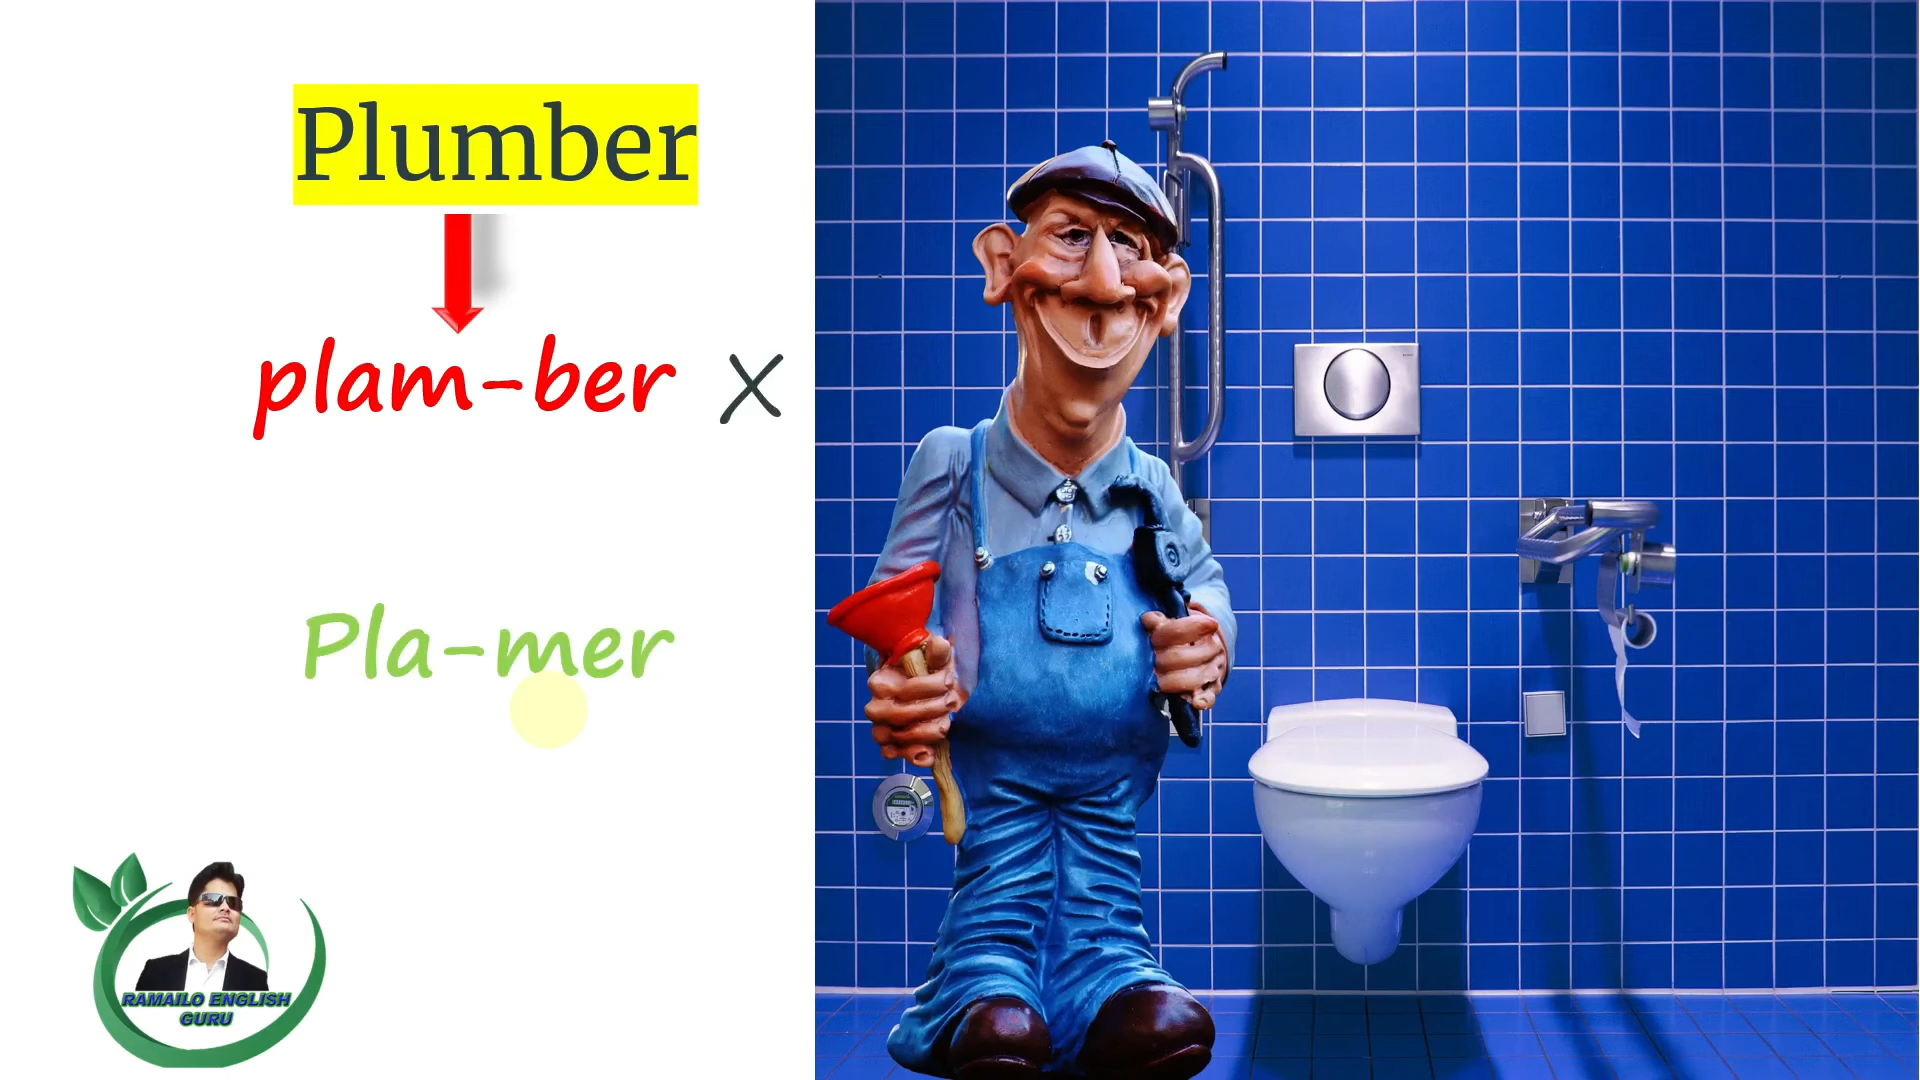 Plumber
plam-ber X
Pla-mer
RAMAILO ENGLISH
GURU